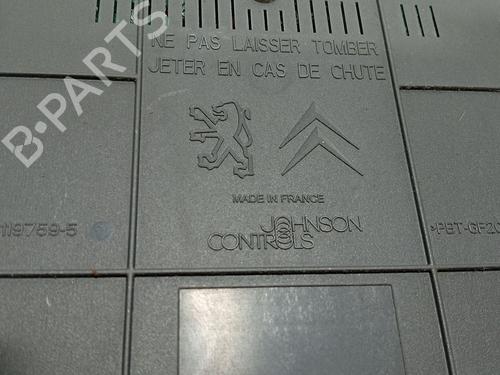 B-PARTS
NE PAS LAISSER TOMBER
JETER EN CAS DE CHUTE
MADE IN FRANCE
JOHNSON
CONTROLS
119759-5
>PBT-GF20